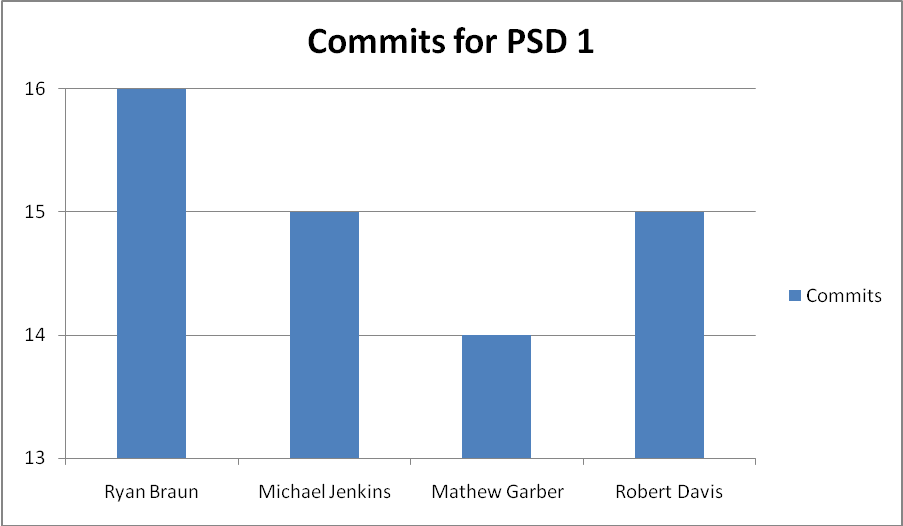 Commits for PSD 1
16
15
14
13
Commits
Ryan Braun
Michael Jenkins
Mathew Garber
Robert Davis